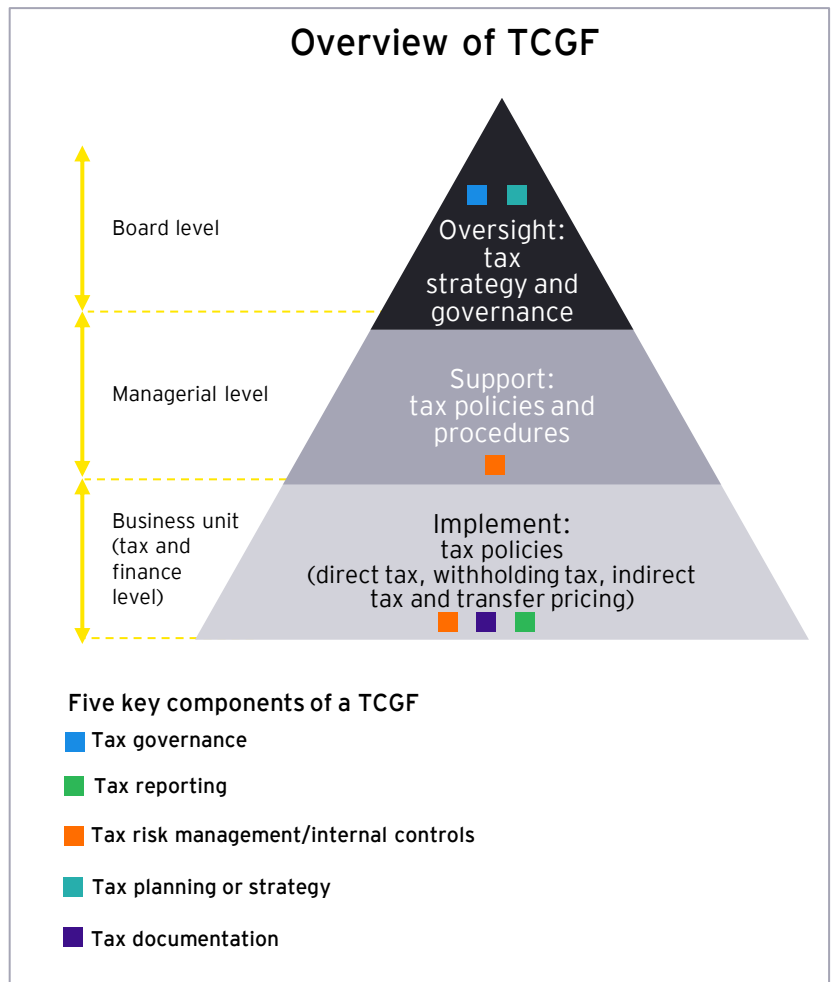 Overview of TCGF
Board level
Oversight:
tax
strategy and
governance
Managerial level
Support:
tax policies and
procedures
Business unit
(tax and
finance
level)
Implement:
tax policies
(direct tax, withholding tax, indirect
tax and transfer pricing)
Five key components of a TCGF
Tax governance
Tax reporting
Tax risk management/internal controls
Tax planning or strategy
Tax documentation